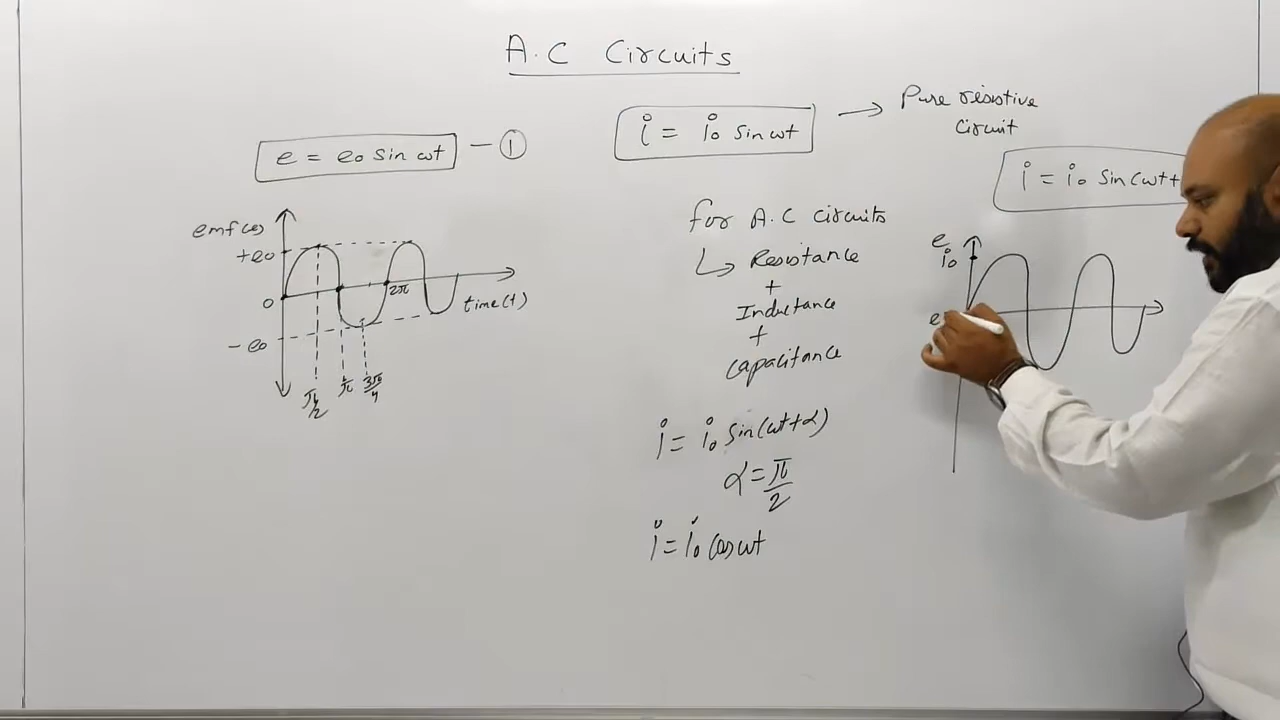 A.C Circuits
e = e₀ sin ωt — ①
emf(e)
+e₀
0
- e₀
π/2
π
3π/4
2π
time(t)
i = i₀ sin ωt → Pure resistive
Circuit
for A.C circuits
↳ Resistance
+
Inductance
+
Capacitance
i = i₀ sin(ωt+α)
α = π/2
i = i₀ cos ωt
i = i₀ Sin(ωt+
e
i₀
e